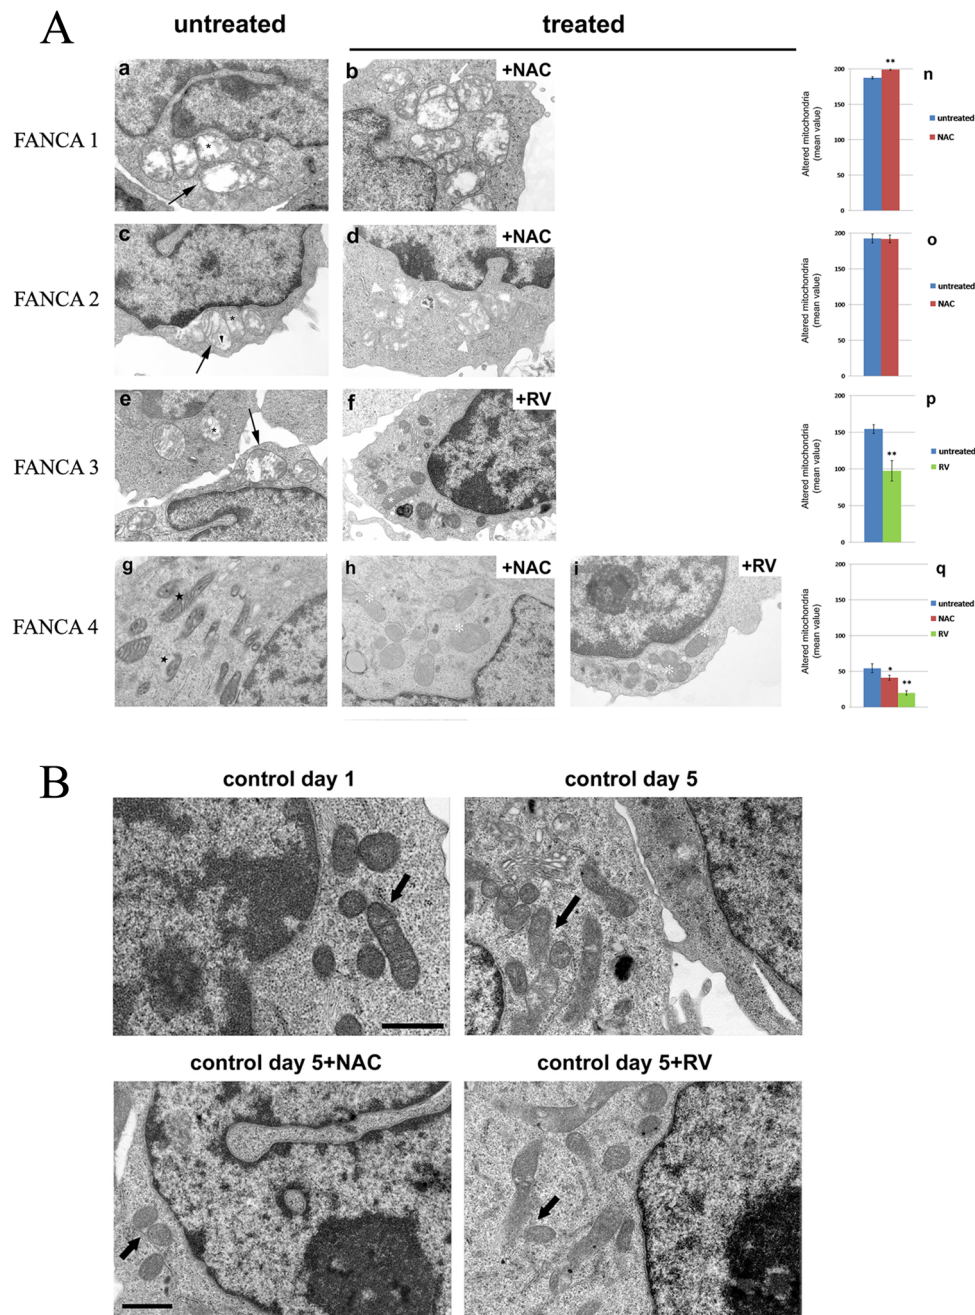 A
untreated
treated
a
b
+NAC
FANCA 1
c
d
+NAC
FANCA 2
e
f
+RV
FANCA 3
g
h
+NAC
i
+RV
FANCA 4
Altered mitochondria
(mean value)
200
150
100
50
0
**
n
untreated
NAC
Altered mitochondria
(mean value)
200
150
100
50
0
o
untreated
NAC
Altered mitochondria
(mean value)
200
150
100
50
0
**
p
untreated
RV
Altered mitochondria
(mean value)
200
150
100
50
0
*
**
q
untreated
NAC
RV
B
control day 1
control day 5
control day 5+NAC
control day 5+RV